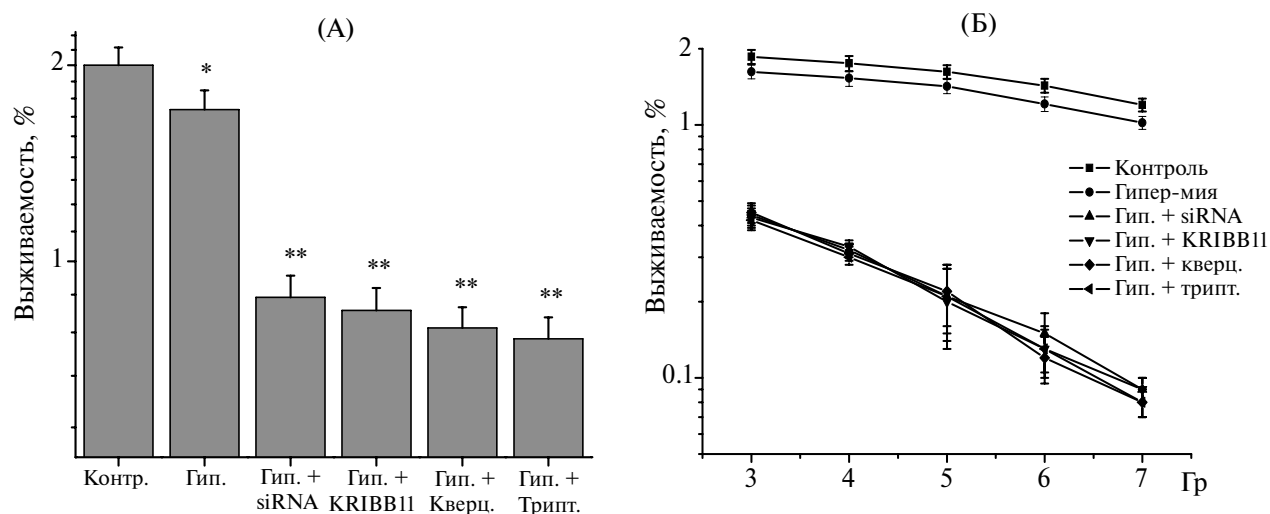 (А)
Выживаемость, %
2
1
*
**
**
**
**
Контр.
Гип.
Гип. +
siRNA
Гип. +
KRIBB11
Гип. +
Кверц.
Гип. +
Трипт.
(Б)
Выживаемость, %
2
1
0.1
Контроль
Гипер-мия
Гип. + siRNA
Гип. + KRIBB11
Гип. + кверц.
Гип. + трипт.
3
4
5
6
7
Гр